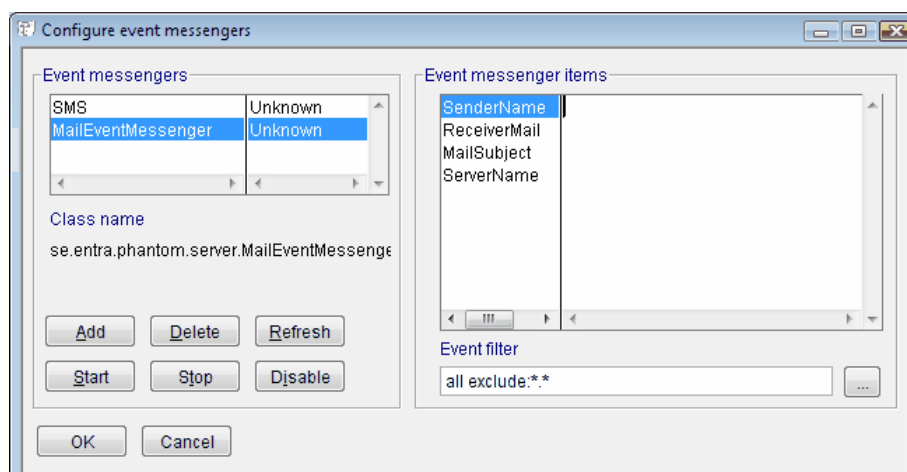 Configure event messengers
Event messengers
SMS Unknown
MailEventMessenger Unknown
Class name
se.entra.phantom.server.MailEventMessenge
Add Delete Refresh
Start Stop Disable
OK Cancel
Event messenger items
SenderName
ReceiverMail
MailSubject
ServerName
Event filter
all exclude:*.*
...